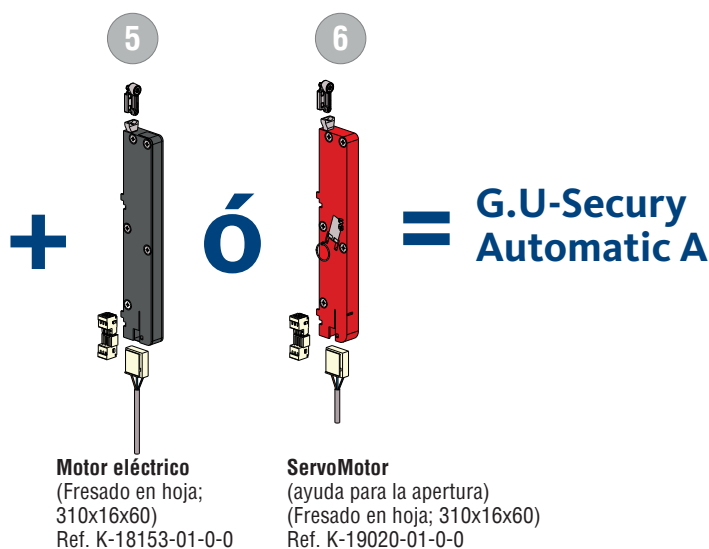 5
6
+ ó = G.U-Secury
Automatic A
Motor eléctrico
(Fresado en hoja;
310x16x60)
Ref. K-18153-01-0-0
ServoMotor
(ayuda para la apertura)
(Fresado en hoja; 310x16x60)
Ref. K-19020-01-0-0